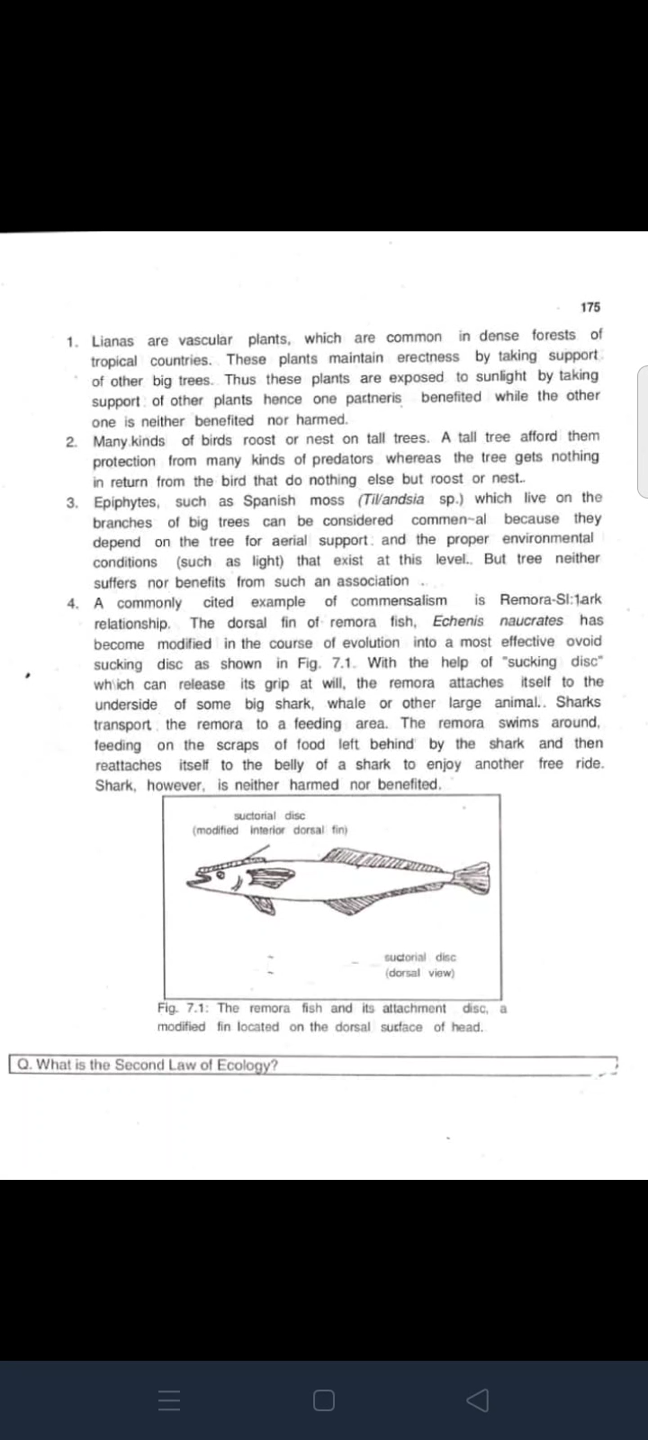 175
1. Lianas are vascular plants, which are common in dense forests of
tropical countries. These plants maintain erectness by taking support
of other big trees. Thus these plants are exposed to sunlight by taking
support of other plants hence one partneris benefited while the other
one is neither benefited nor harmed.
2. Many kinds of birds roost or nest on tall trees. A tall tree afford them
protection from many kinds of predators whereas the tree gets nothing
in return from the bird that do nothing else but roost or nest..
3. Epiphytes, such as Spanish moss (Til/andsia sp.) which live on the
branches of big trees can be considered commen~al because they
depend on the tree for aerial support: and the proper environmental
conditions (such as light) that exist at this level.. But tree neither
suffers nor benefits from such an association ..
4. A commonly cited example of commensalism is Remora-Sl:1ark
relationship. The dorsal fin of remora fish, Echenis naucrates has
become modified in the course of evolution into a most effective ovoid
sucking disc as shown in Fig. 7.1. With the help of "sucking disc"
wh\ich can release its grip at will, the remora attaches itself to the
underside of some big shark, whale or other large animal.. Sharks
transport the remora to a feeding area. The remora swims around,
feeding on the scraps of food left behind by the shark and then
reattaches itself to the belly of a shark to enjoy another free ride.
Shark, however, is neither harmed nor benefited.
suctorial disc
(modified interior dorsal fin)
suctorial disc
(dorsal view)
Fig. 7.1: The remora fish and its attachment disc, a
modified fin located on the dorsal surface of head.
Q. What is the Second Law of Ecology?